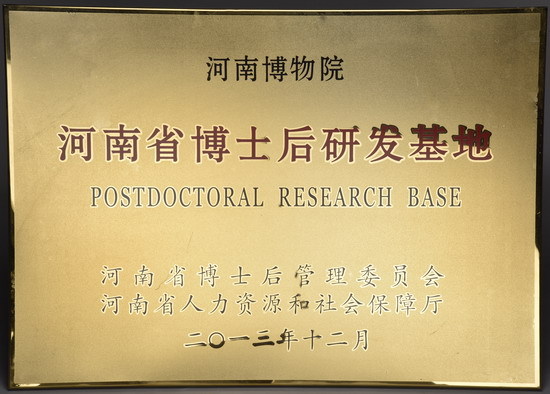 河南博物院
河南省博士后研发基地
POSTDOCTORAL RESEARCH BASE
河南省博士后管理委员会
河南省人力资源和社会保障厅
二〇一三年十二月